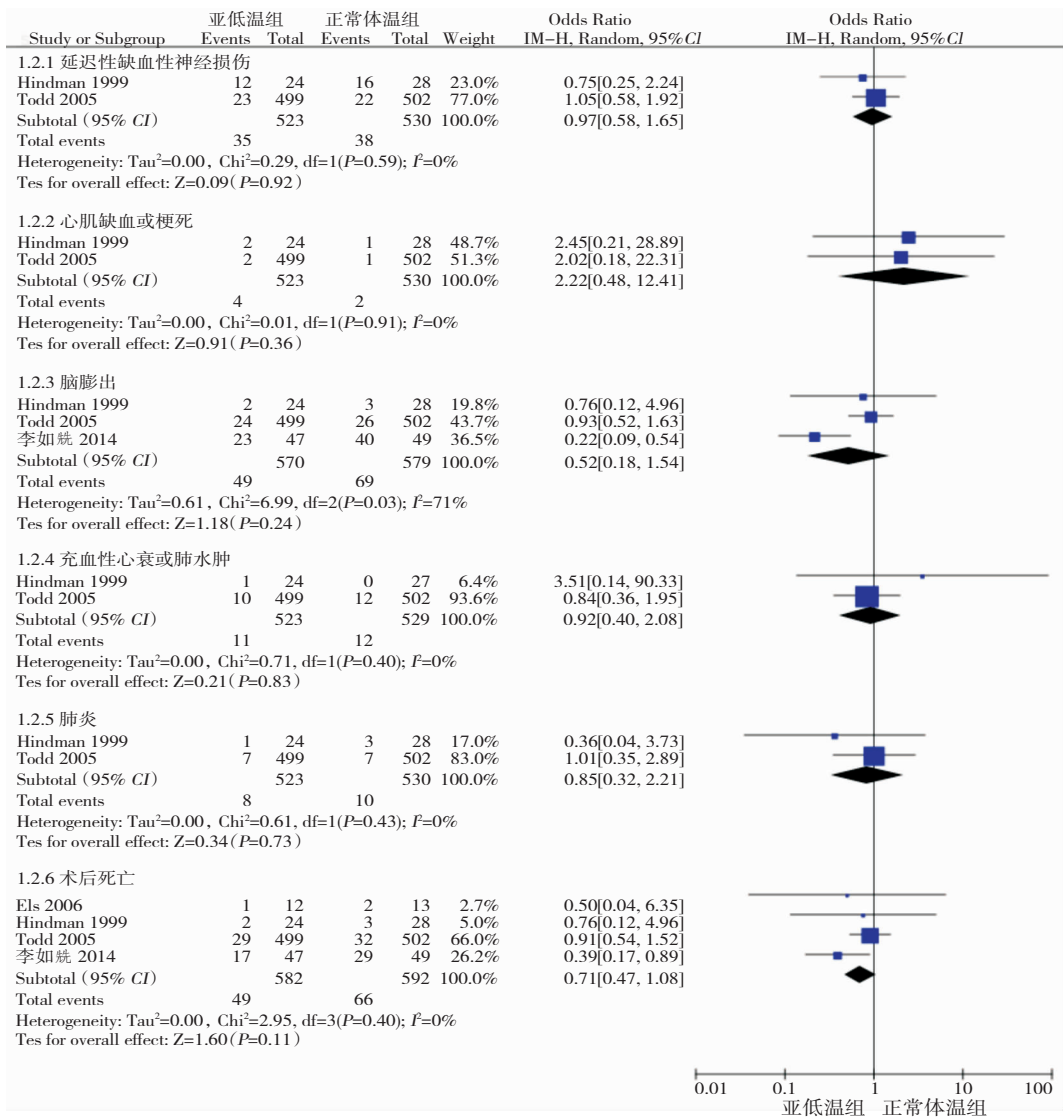 亚低温组 正常体温组 Odds Ratio Odds Ratio
Study or Subgroup Events Total Events Total Weight IM-H, Random, 95%CI IM-H, Random, 95%CI
1.2.1 延迟性缺血性神经损伤
Hindman 1999 12 24 16 28 23.0% 0.75[0.25, 2.24]
Todd 2005 23 499 22 502 77.0% 1.05[0.58, 1.92]
Subtotal (95% CI) 523 530 100.0% 0.97[0.58, 1.65]
Total events 35 38
Heterogeneity: Tau²=0.00, Chi²=0.29, df=1(P=0.59); I²=0%
Tes for overall effect: Z=0.09(P=0.92)
1.2.2 心肌缺血或梗死
Hindman 1999 2 24 1 28 48.7% 2.45[0.21, 28.89]
Todd 2005 2 499 1 502 51.3% 2.02[0.18, 22.31]
Subtotal (95% CI) 523 530 100.0% 2.22[0.48, 12.41]
Total events 4 2
Heterogeneity: Tau²=0.00, Chi²=0.01, df=1(P=0.91); I²=0%
Tes for overall effect: Z=0.91(P=0.36)
1.2.3 脑膨出
Hindman 1999 2 24 3 28 19.8% 0.76[0.12, 4.96]
Todd 2005 24 499 26 502 43.7% 0.93[0.52, 1.63]
李如 2014 23 47 40 49 36.5% 0.22[0.09, 0.54]
Subtotal (95% CI) 570 579 100.0% 0.52[0.18, 1.54]
Total events 49 69
Heterogeneity: Tau²=0.61, Chi²=6.99, df=2(P=0.03); I²=71%
Tes for overall effect: Z=1.18(P=0.24)
1.2.4 充血性心衰或肺水肿
Hindman 1999 1 24 0 27 6.4% 3.51[0.14, 90.33]
Todd 2005 10 499 12 502 93.6% 0.84[0.36, 1.95]
Subtotal (95% CI) 523 529 100.0% 0.92[0.40, 2.08]
Total events 11 12
Heterogeneity: Tau²=0.00, Chi²=0.71, df=1(P=0.40); I²=0%
Tes for overall effect: Z=0.21(P=0.83)
1.2.5 肺炎
Hindman 1999 1 24 3 28 17.0% 0.36[0.04, 3.73]
Todd 2005 7 499 7 502 83.0% 1.01[0.35, 2.89]
Subtotal (95% CI) 523 530 100.0% 0.85[0.32, 2.21]
Total events 8 10
Heterogeneity: Tau²=0.00, Chi²=0.61, df=1(P=0.43); I²=0%
Tes for overall effect: Z=0.34(P=0.73)
1.2.6 术后死亡
Els 2006 1 12 2 13 2.7% 0.50[0.04, 6.35]
Hindman 1999 2 24 3 28 5.0% 0.76[0.12, 4.96]
Todd 2005 29 499 32 502 66.0% 0.91[0.54, 1.52]
李如 2014 17 47 29 49 26.2% 0.39[0.17, 0.89]
Subtotal (95% CI) 582 592 100.0% 0.71[0.47, 1.08]
Total events 49 66
Heterogeneity: Tau²=0.00, Chi²=2.95, df=3(P=0.40); I²=0%
Tes for overall effect: Z=1.60(P=0.11)
0.01 0.1 1 10 100
亚低温组 正常体温组